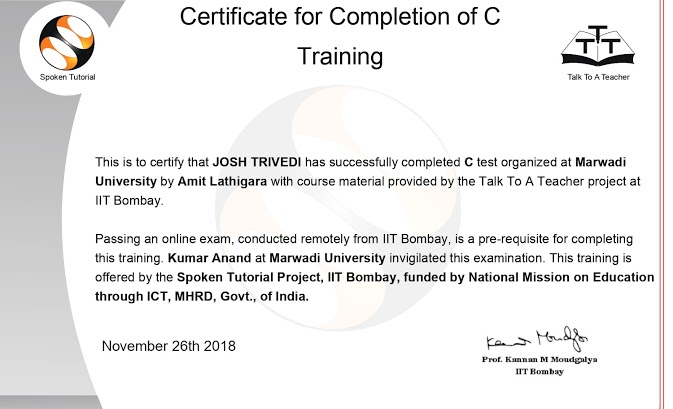 Certificate for Completion of C
Training
Spoken Tutorial
TTT
Talk To A Teacher
This is to certify that JOSH TRIVEDI has successfully completed C test organized at Marwadi
University by Amit Lathigara with course material provided by the Talk To A Teacher project at
IIT Bombay.
Passing an online exam, conducted remotely from IIT Bombay, is a pre-requisite for completing
this training. Kumar Anand at Marwadi University invigilated this examination. This training is
offered by the Spoken Tutorial Project, IIT Bombay, funded by National Mission on Education
through ICT, MHRD, Govt., of India.
November 26th 2018
Prof. Kannan M Moudgalya
IIT Bombay